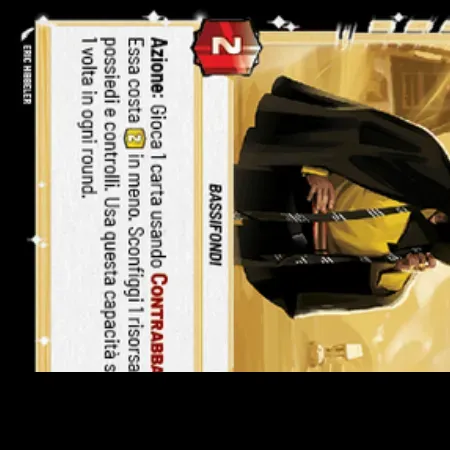 2
BASSIFONDI
Azione: Gioca 1 carta usando
Essa costa 2 in meno. Sconfiggi 1 risorsa
possiedi e controlli. Usa questa capacità
1 volta in ogni round.
ERIC HIBBELER